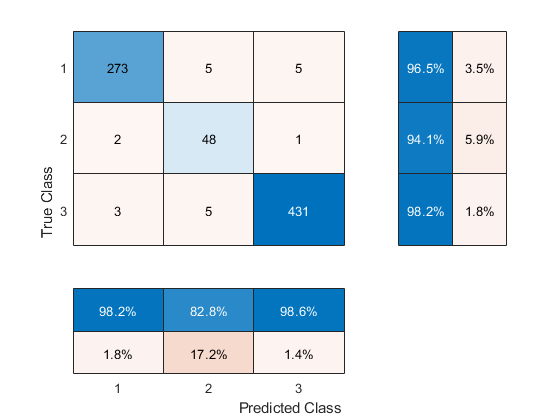 1 273 5 5 96.5% 3.5%
2 2 48 1 94.1% 5.9%
3 3 5 431 98.2% 1.8%
True Class
98.2% 82.8% 98.6%
1.8% 17.2% 1.4%
1 2 3
Predicted Class